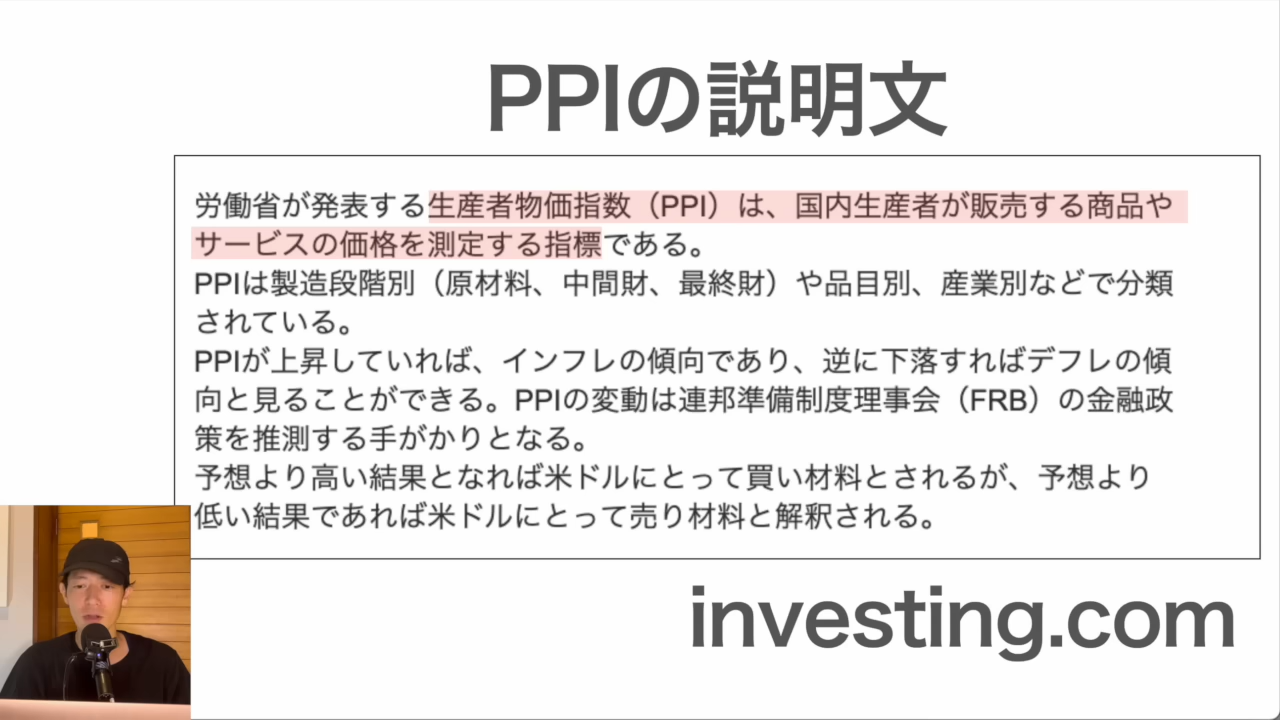 PPIの説明文
労働省が発表する生産者物価指数（PPI）は、国内生産者が販売する商品や
サービスの価格を測定する指標である。
PPIは製造段階別（原材料、中間財、最終財）や品目別、産業別などで分類
されている。
PPIが上昇していれば、インフレの傾向であり、逆に下落すればデフレの傾
向と見ることができる。PPIの変動は連邦準備制度理事会（FRB）の金融政
策を推測する手がかりとなる。
予想より高い結果となれば米ドルにとって買い材料とされるが、予想より
低い結果であれば米ドルにとって売り材料と解釈される。
investing.com